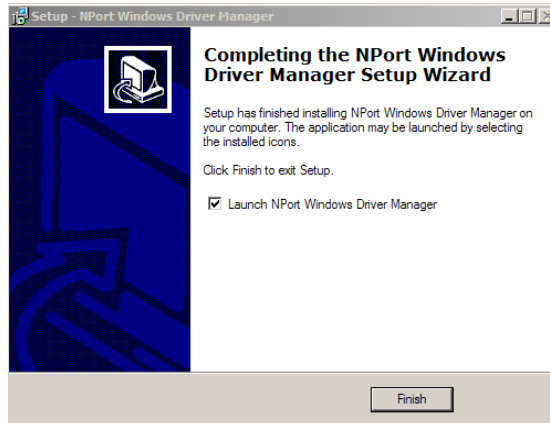 Setup - NPort Windows Driver Manager
Completing the NPort Windows
Driver Manager Setup Wizard
Setup has finished installing NPort Windows Driver Manager on
your computer. The application may be launched by selecting
the installed icons.
Click Finish to exit Setup.
Launch NPort Windows Driver Manager
Finish